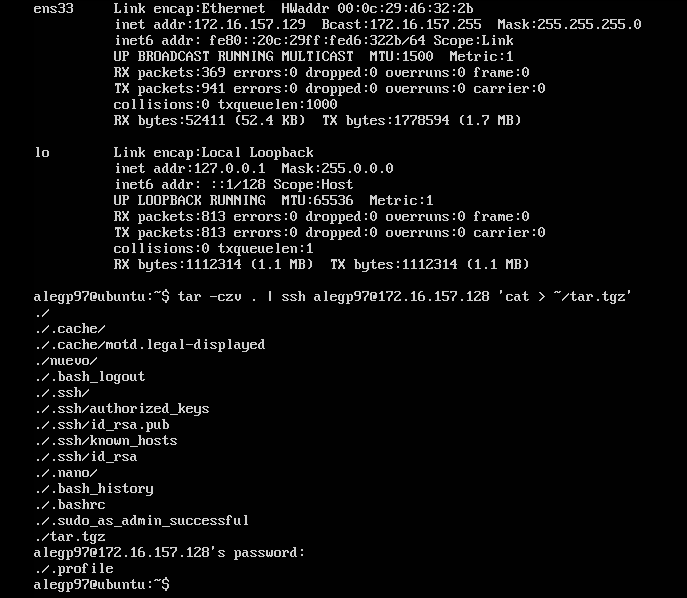 ens33 Link encap:Ethernet HWaddr 00:0c:29:d6:32:2b
inet addr:172.16.157.129 Bcast:172.16.157.255 Mask:255.255.255.0
inet6 addr: fe80::20c:29ff:fed6:322b/64 Scope:Link
UP BROADCAST RUNNING MULTICAST MTU:1500 Metric:1
RX packets:369 errors:0 dropped:0 overruns:0 frame:0
TX packets:941 errors:0 dropped:0 overruns:0 carrier:0
collisions:0 txqueuelen:1000
RX bytes:52411 (52.4 KB) TX bytes:1778594 (1.7 MB)
lo Link encap:Local Loopback
inet addr:127.0.0.1 Mask:255.0.0.0
inet6 addr: ::1/128 Scope:Host
UP LOOPBACK RUNNING MTU:65536 Metric:1
RX packets:813 errors:0 dropped:0 overruns:0 frame:0
TX packets:813 errors:0 dropped:0 overruns:0 carrier:0
collisions:0 txqueuelen:1
RX bytes:1112314 (1.1 MB) TX bytes:1112314 (1.1 MB)
alegp97@ubuntu:~$ tar -czv . | ssh alegp97@172.16.157.128 'cat > ~/tar.tgz'
./
./.cache/
./.cache/motd.legal-displayed
./nuevo/
./.bash_logout
./.ssh/
./.ssh/authorized_keys
./.ssh/id_rsa.pub
./.ssh/known_hosts
./.ssh/id_rsa
./.nano/
./.bash_history
./.bashrc
./.sudo_as_admin_successful
./tar.tgz
alegp97@172.16.157.128's password:
./.profile
alegp97@ubuntu:~$